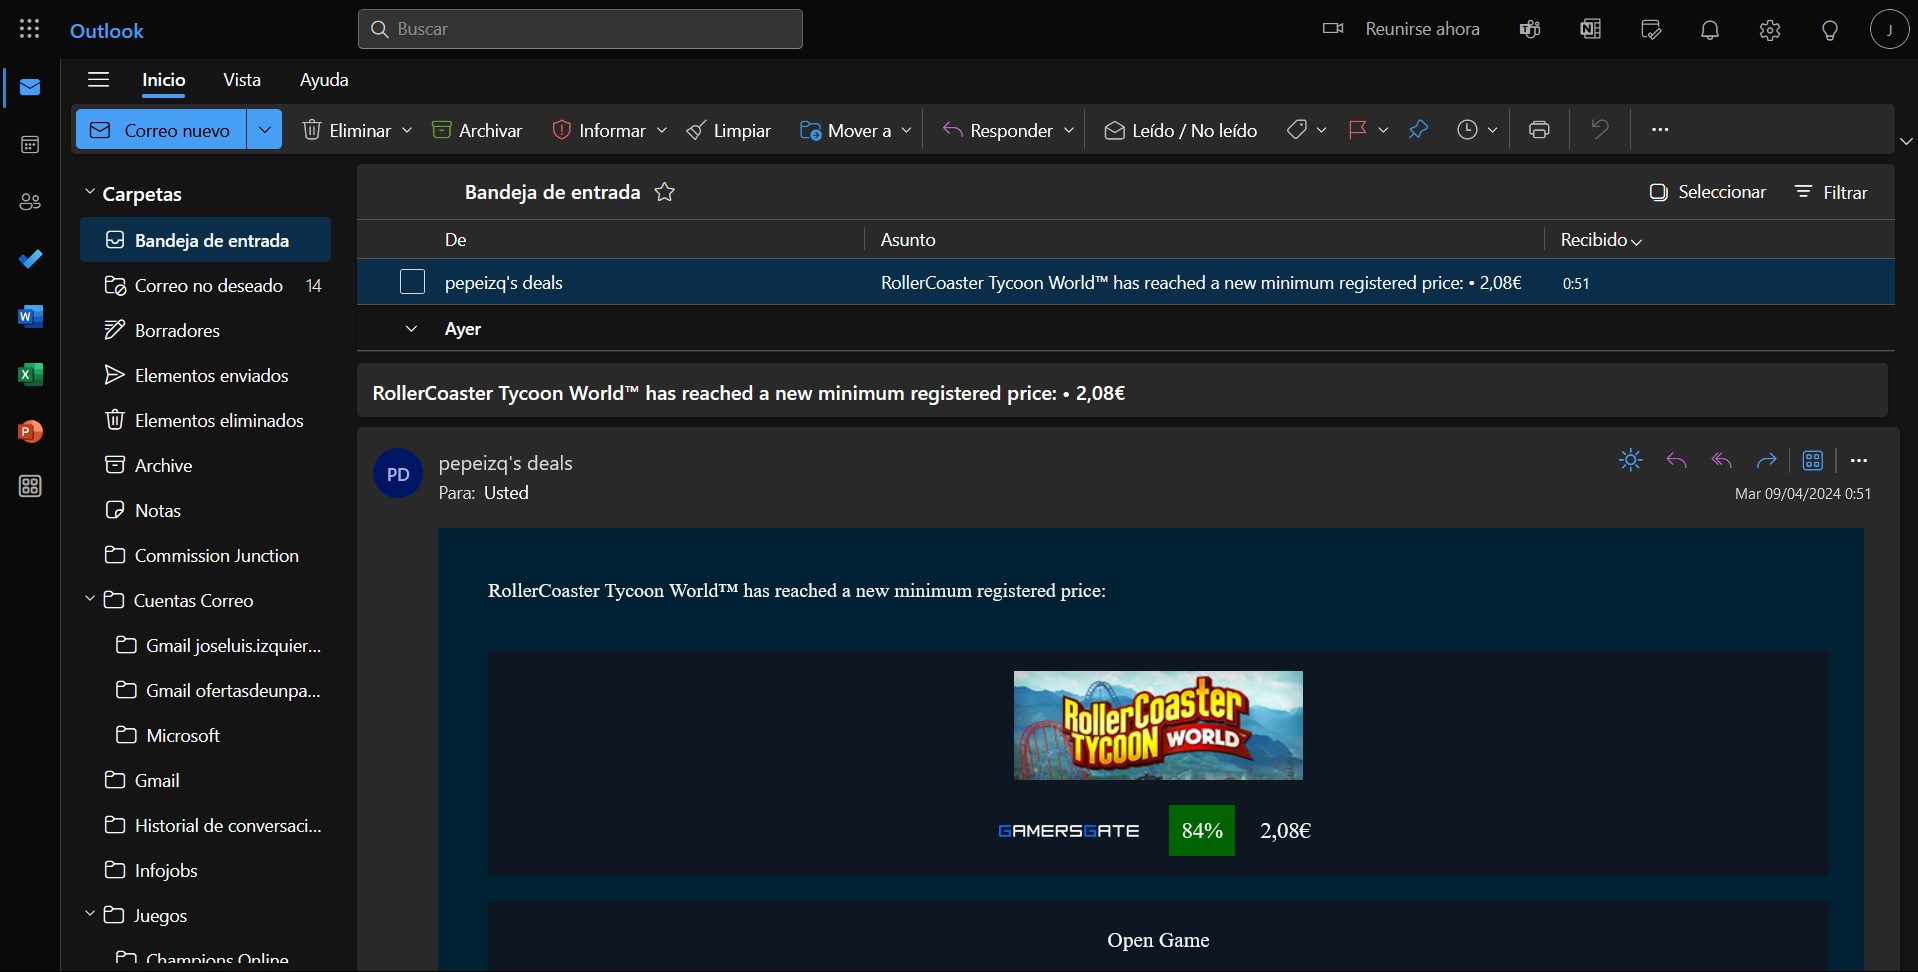 Outlook
Buscar
Reunirse ahora
J
Inicio Vista Ayuda
Correo nuevo Eliminar Archivar Informar Limpiar Mover a Responder Leído / No leído
Carpetas
Bandeja de entrada
Correo no deseado 14
Borradores
Elementos enviados
Elementos eliminados
Archive
Notas
Commission Junction
Cuentas Correo
Gmail joseluis.izquier...
Gmail ofertasdeunpa...
Microsoft
Gmail
Historial de conversaci...
Infojobs
Juegos
Champions Online
Bandeja de entrada
Seleccionar Filtrar
De Asunto Recibido
pepeizq's deals RollerCoaster Tycoon World™ has reached a new minimum registered price: • 2,08€ 0:51
Ayer
RollerCoaster Tycoon World™ has reached a new minimum registered price: • 2,08€
PD
pepeizq's deals
Para: Usted
Mar 09/04/2024 0:51
RollerCoaster Tycoon World™ has reached a new minimum registered price:
RollerCoaster
TYCOON WORLD™
GAMERSGATE 84% 2,08€
Open Game